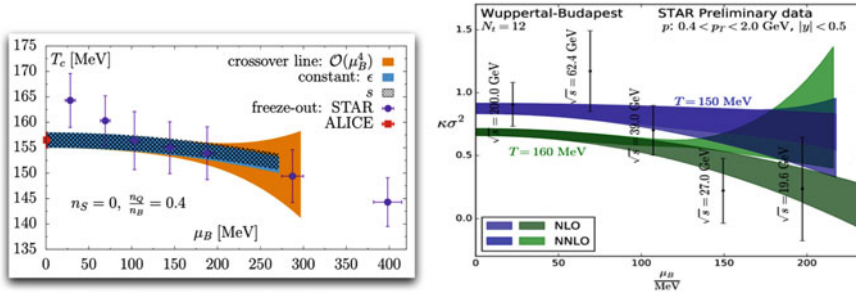 T_c [MeV]
crossover line: O(μ_B^4)
constant: ϵ
s
freeze-out: STAR
ALICE
n_S = 0, n_Q/n_B = 0.4
175
170
165
160
155
150
145
140
135
0 50 100 150 200 250 300 350 400
μ_B [MeV]
Wuppertal-Budapest
N_t = 12
STAR Preliminary data
p: 0.4 < p_T < 2.0 GeV, |y| < 0.5
√s = 200.0 GeV
√s = 62.4 GeV
√s = 39.0 GeV
√s = 27.0 GeV
√s = 19.6 GeV
T = 150 MeV
T = 160 MeV
κσ²
1.0
0.5
0.0
NLO
NNLO
0 50 100 150 200
μ_B/MeV